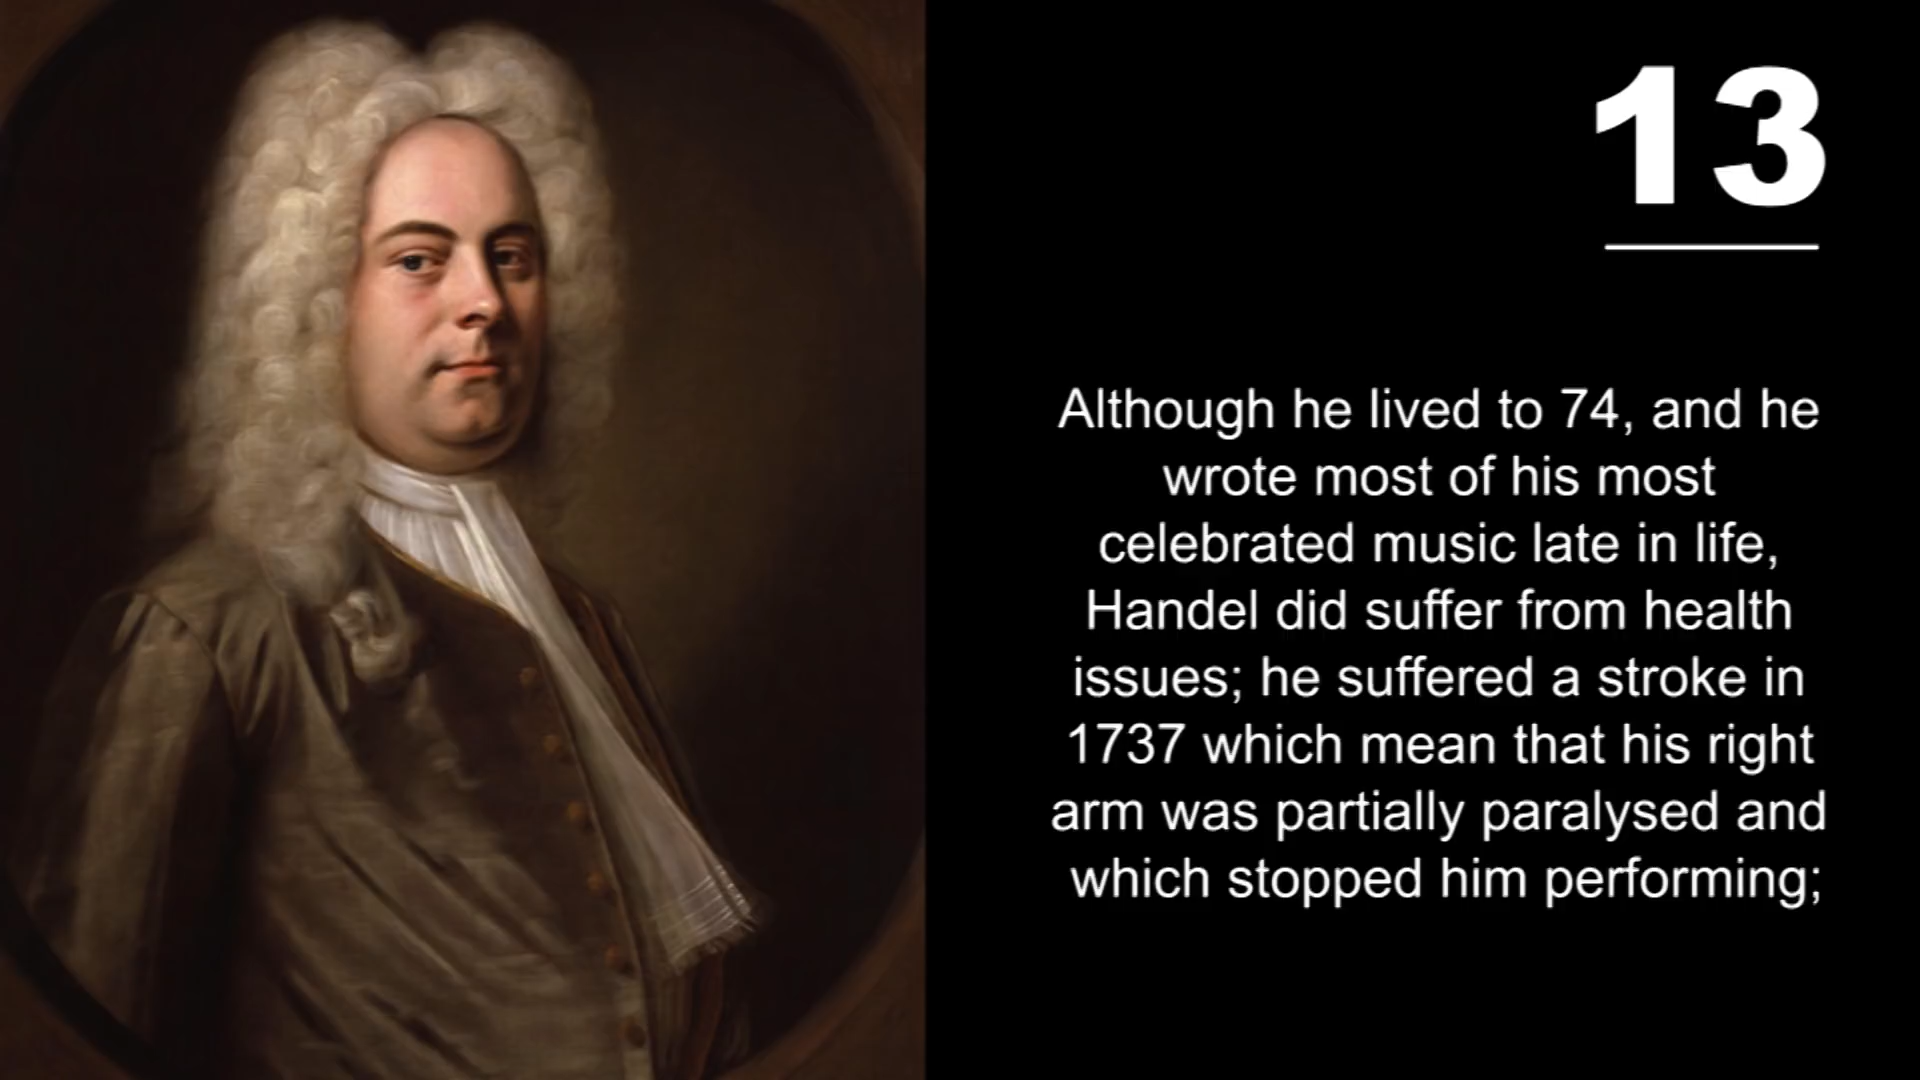 13
Although he lived to 74, and he
wrote most of his most
celebrated music late in life,
Handel did suffer from health
issues; he suffered a stroke in
1737 which mean that his right
arm was partially paralysed and
which stopped him performing;